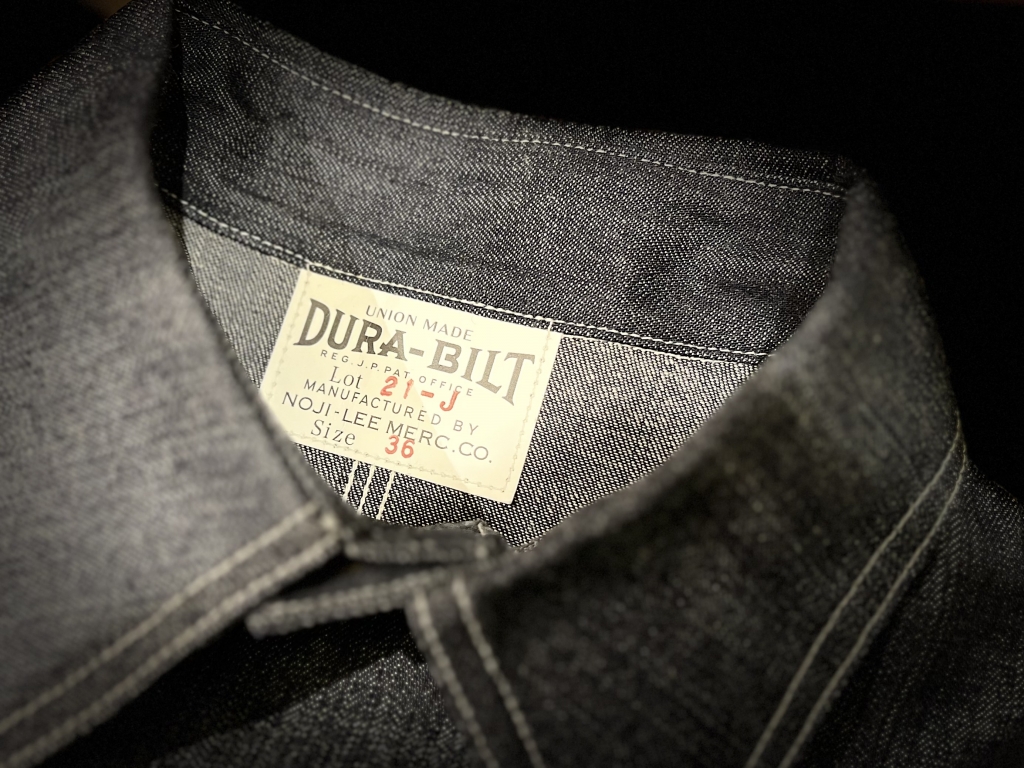 UNION MADE
DURA-BILT
REG. J.P. PAT. OFFICE
Lot 21-J
MANUFACTURED BY
NOJI-LEE MERC.CO.
Size 36